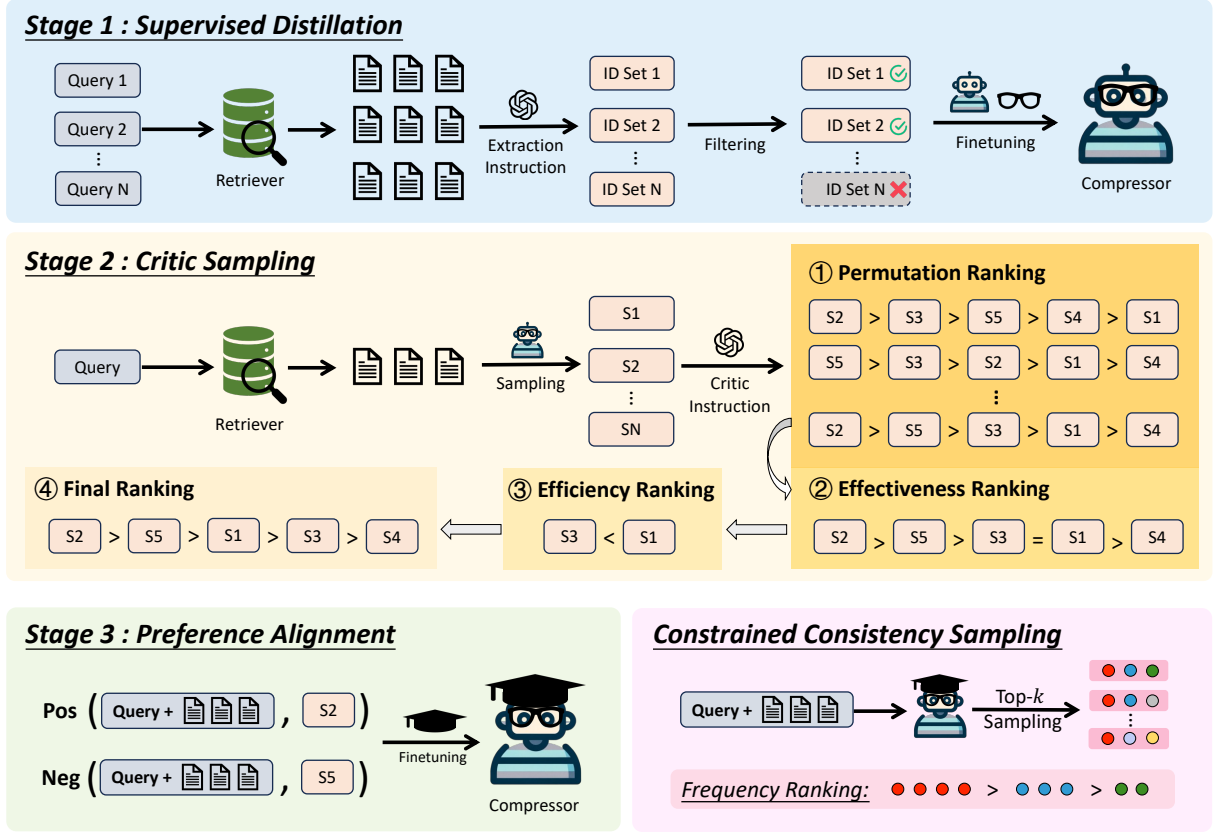 Stage 1 : Supervised Distillation
Query 1
Query 2
⋮
Query N
Retriever
Extraction
Instruction
ID Set 1
ID Set 2
⋮
ID Set N
Filtering
ID Set 1
ID Set 2
⋮
ID Set N
Finetuning
Compressor
Stage 2 : Critic Sampling
Query
Retriever
Sampling
S1
S2
⋮
SN
Critic
Instruction
① Permutation Ranking
S2 > S3 > S5 > S4 > S1
S5 > S3 > S2 > S1 > S4
⋮
S2 > S5 > S3 > S1 > S4
② Effectiveness Ranking
S2 > S5 > S3 = S1 > S4
③ Efficiency Ranking
S3 < S1
④ Final Ranking
S2 > S5 > S1 > S3 > S4
Stage 3 : Preference Alignment
Pos ( Query + , S2 )
Neg ( Query + , S5 )
Finetuning
Compressor
Constrained Consistency Sampling
Query +
Top-k
Sampling
⋮
Frequency Ranking: > >